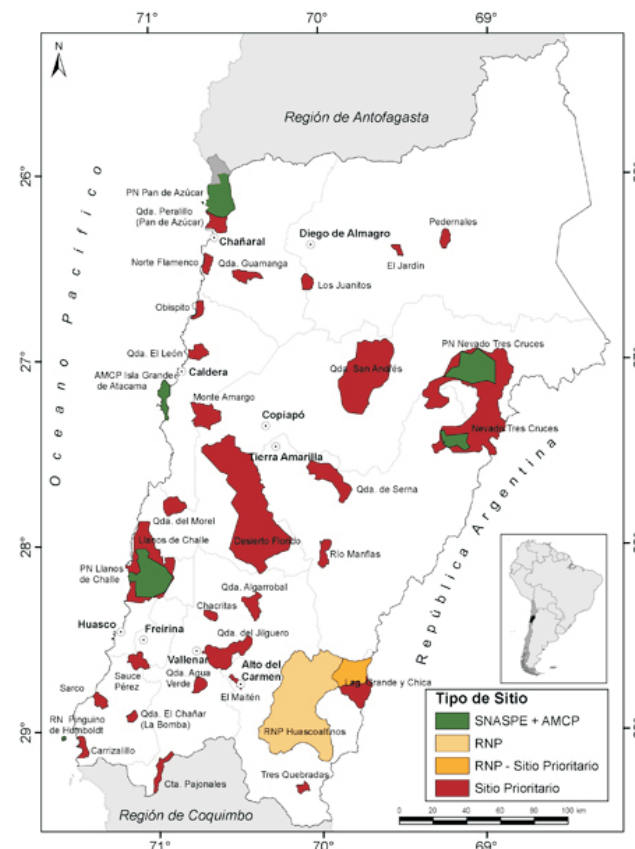 71°
70°
69°
N
Región de Antofagasta
26°
PN Pan de Azúcar
Qda. Peralillo
(Pan de Azúcar)
Chañaral
Diego de Almagro
Pedernales
El Jardín
Norte Flamenco
Qda. Guamanga
Los Juanitos
Obispito
Oceano Pacífico
27°
Qda. El León
Caldera
AMCP Isla Grande
de Atacama
Monte Amargo
Qda. San Andrés
PN Nevado Tres Cruces
Nevado Tres Cruces
Copiapó
Tierra Amarilla
Qda. de Serna
República Argentina
28°
Qda. del Morel
Llanos de Challe
Desierto Florido
Río Manflas
PN Llanos
de Challe
Qda. Algarrobal
Chacritas
Huasco
Freirina
Qda. del Jilguero
Vallenar
Alto del
Carmen
Sauce
Pérez
Qda. Agua
Verde
El Maitén
Lag. Grande y Chica
Sarco
29°
RN Pinguino
de Humboldt
Qda. El Chañar
(La Bomba)
RNP Huascoaltinos
Carrizalillo
Cta. Pajonales
Tres Quebradas
Región de Coquimbo
Tipo de Sitio
SNASPE + AMCP
RNP
RNP - Sitio Prioritario
Sitio Prioritario
0 20 40 60 80 100 km
71°
70°
69°